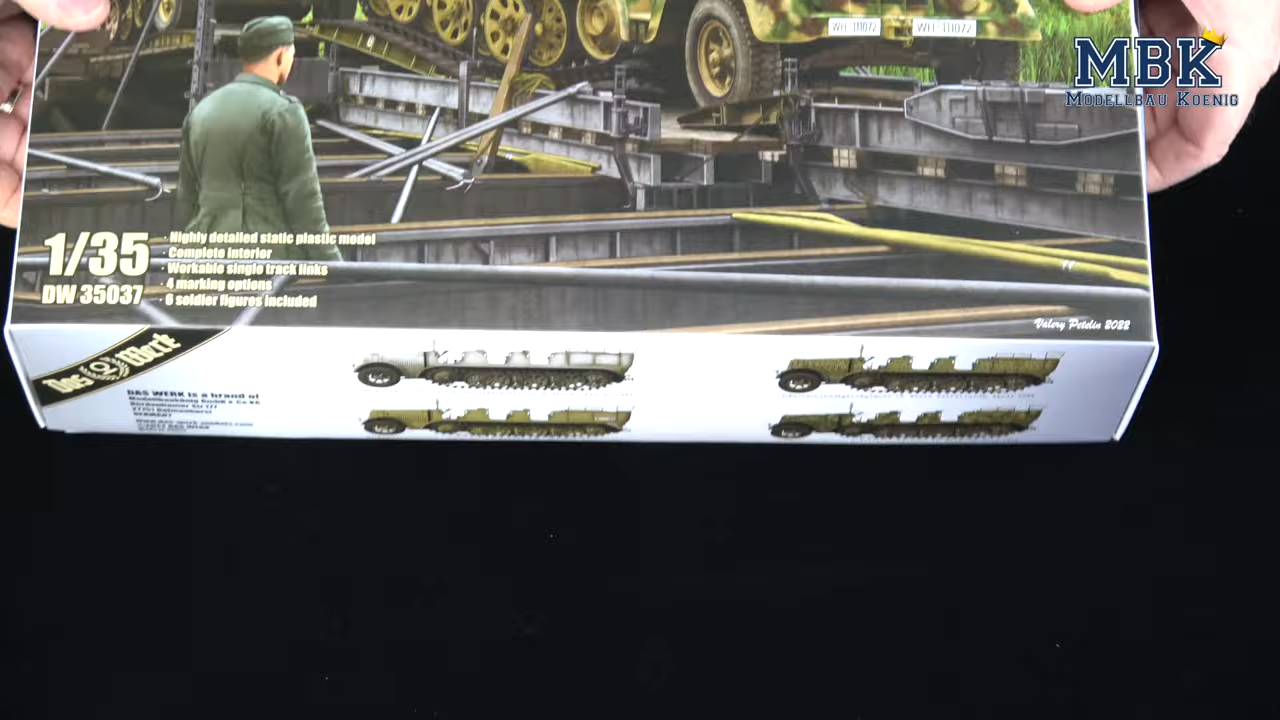 WH-111072
WH-111072
MBK
MODELLBAU KOENIG
1/35
DW 35037
· Highly detailed static plastic model
· Complete interior
· Workable single track links
· 4 marking options
· 6 soldier figures included
Valery Petelin 2022
Das Werk
DAS WERK is a brand of
GERMANY